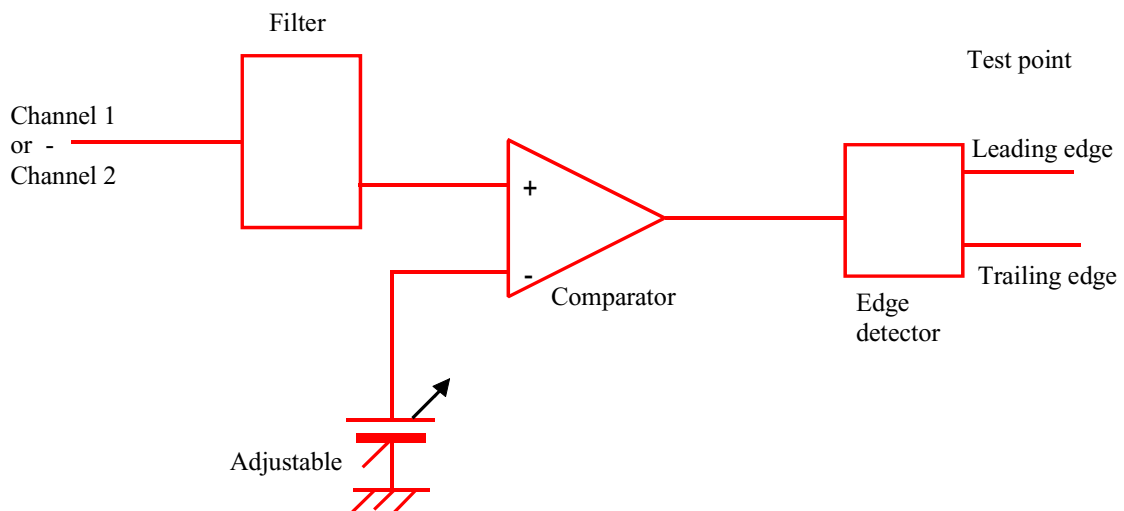 Filter
Test point
Channel 1
or -
Channel 2
Leading edge
+
-
Comparator
Trailing edge
Edge
detector
Adjustable